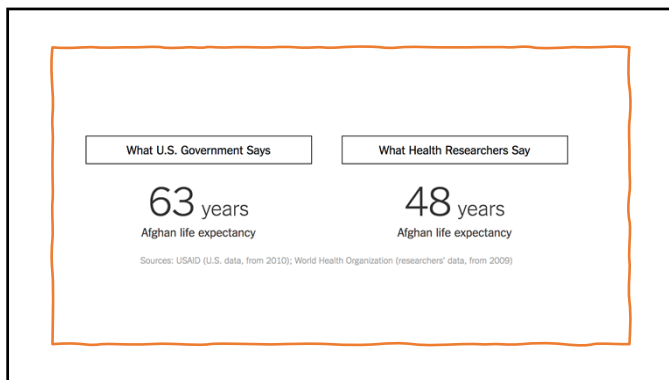 What U.S. Government Says
What Health Researchers Say
63 years
48 years
Afghan life expectancy
Afghan life expectancy
Sources: USAID (U.S. data, from 2010); World Health Organization (researchers' data, from 2009)